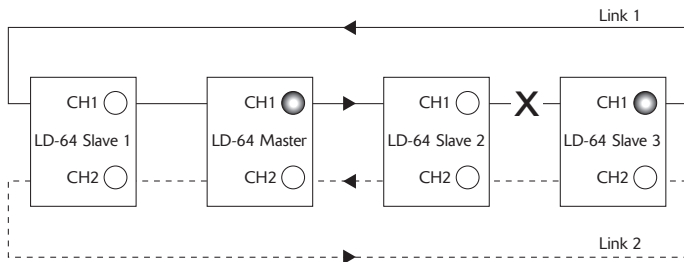 Link 1
CH1 CH1 CH1 X CH1
LD-64 Slave 1 LD-64 Master LD-64 Slave 2 LD-64 Slave 3
CH2 CH2 CH2 CH2
Link 2